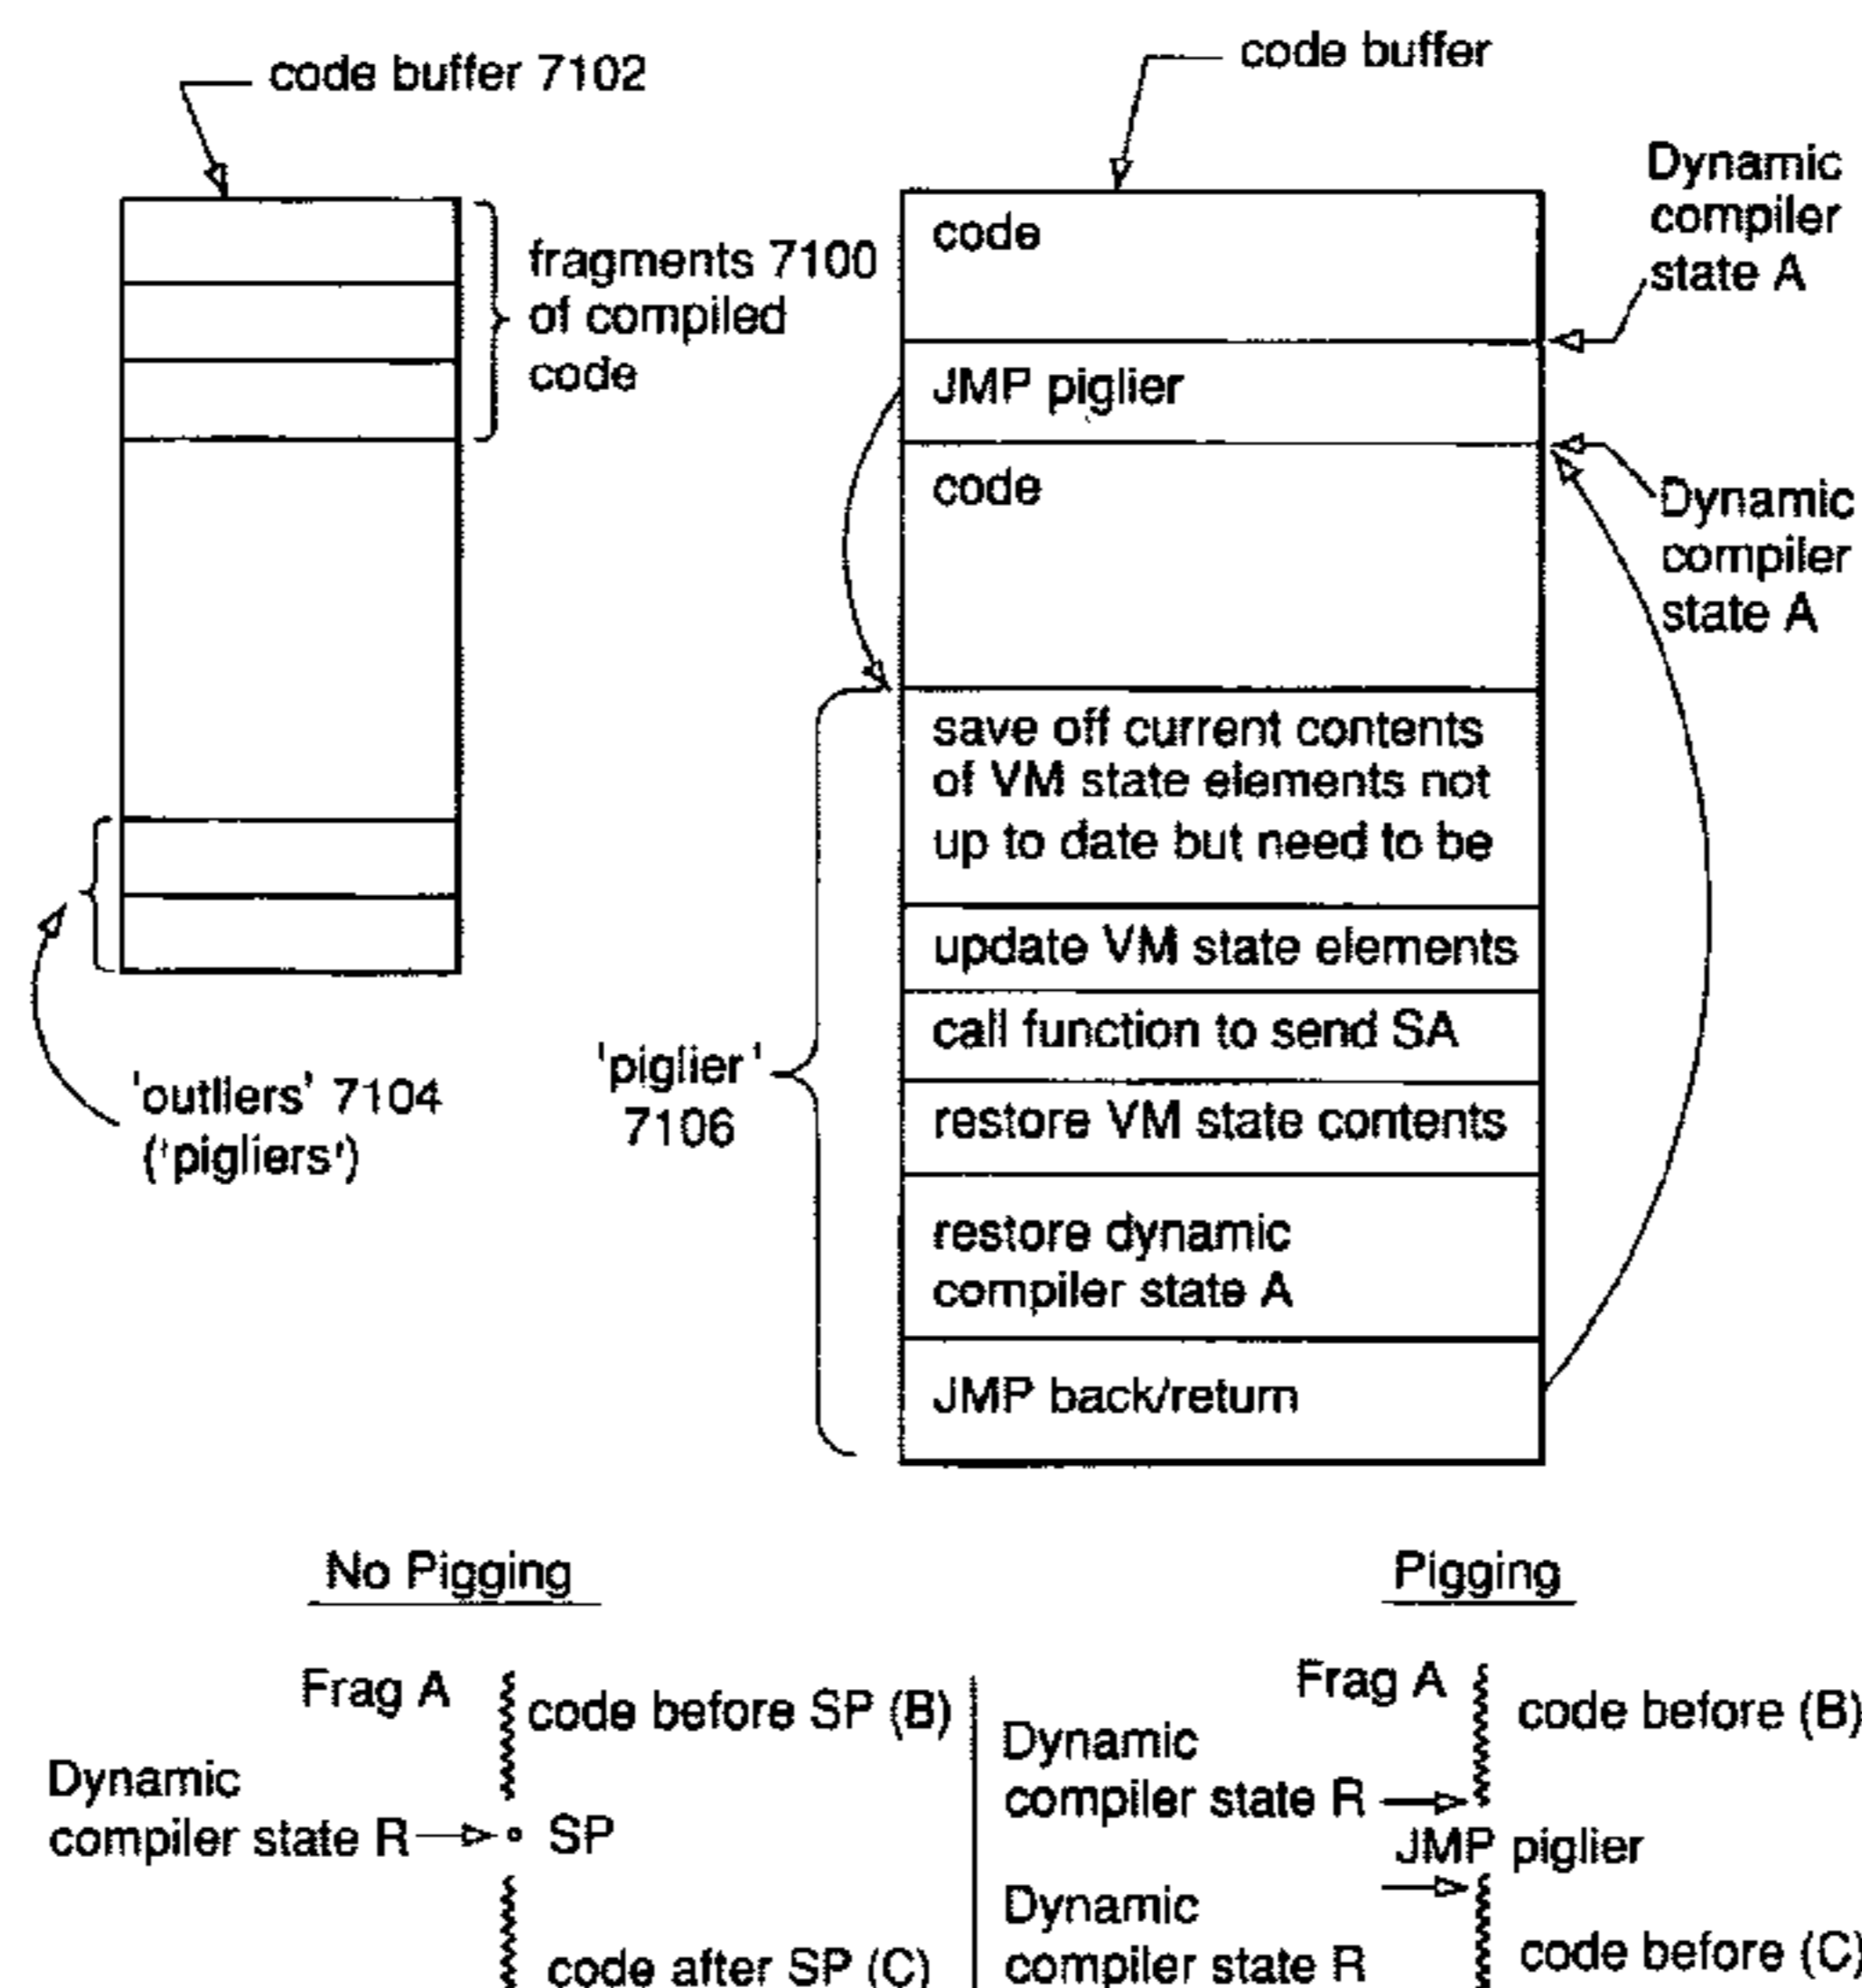 code buffer 7102
fragments 7100
of compiled
code
'outliers' 7104
('pigliers')
code buffer
Dynamic
compiler
state A
code
JMP piglier
code
Dynamic
compiler
state A
save off current contents
of VM state elements not
up to date but need to be
update VM state elements
call function to send SA
restore VM state contents
restore dynamic
compiler state A
JMP back/return
'piglier'
7106
No Pigging
Frag A
code before SP (B)
Dynamic
compiler state R
SP
code after SP (C)
Pigging
Frag A
code before (B)
Dynamic
compiler state R
JMP piglier
Dynamic
compiler state R
code before (C)